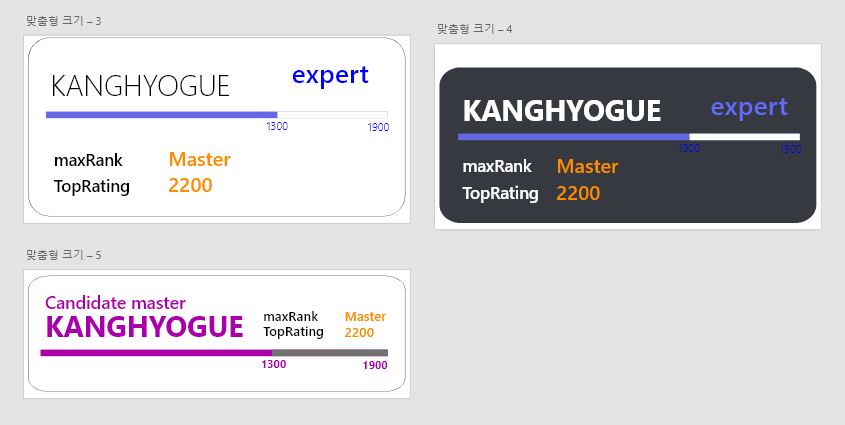 맞춤형 크기 – 3
KANGHYOGUE
expert
1300
1900
maxRank Master
TopRating 2200
맞춤형 크기 – 4
KANGHYOGUE
expert
1300
1900
maxRank Master
TopRating 2200
맞춤형 크기 – 5
Candidate master
KANGHYOGUE
maxRank Master
TopRating 2200
1300
1900